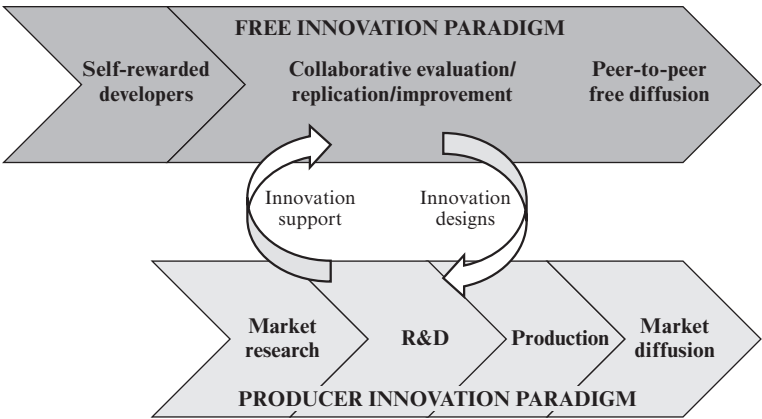 FREE INNOVATION PARADIGM
Self-rewarded
developers
Collaborative evaluation/
replication/improvement
Peer-to-peer
free diffusion
Innovation
support
Innovation
designs
Market
research
R&D
Production
Market
diffusion
PRODUCER INNOVATION PARADIGM